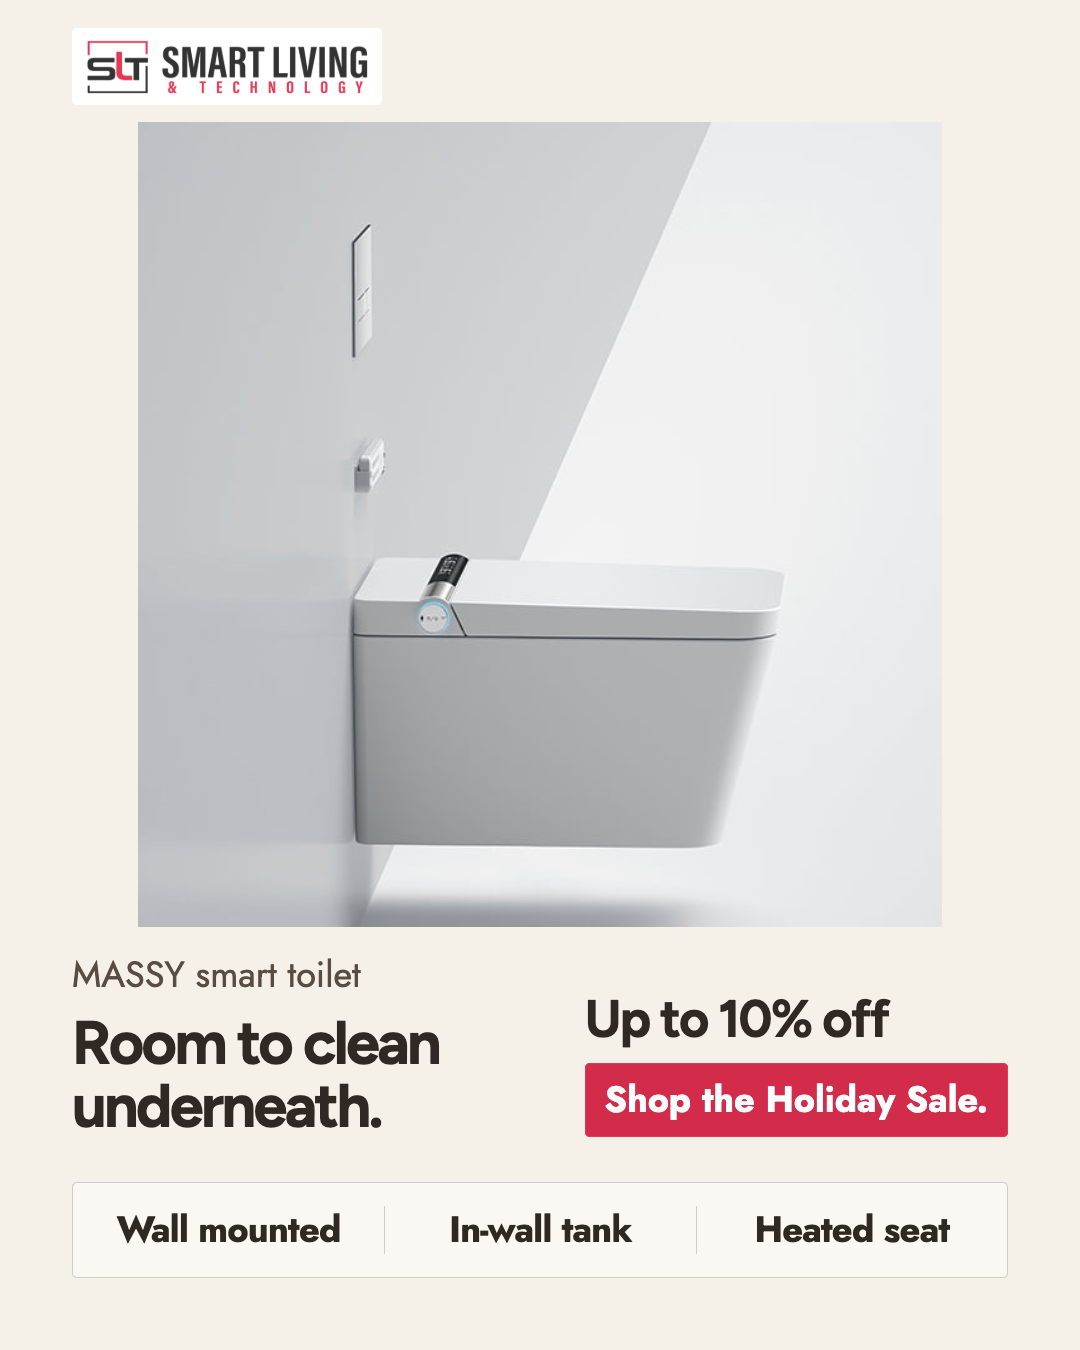 SLT SMART LIVING
& TECHNOLOGY
MASSY smart toilet
Room to clean
underneath.
Up to 10% off
Shop the Holiday Sale.
Wall mounted
In-wall tank
Heated seat